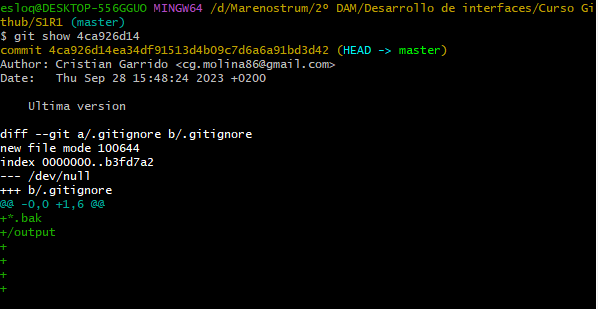 esloq@DESKTOP-556GGUO MINGW64 /d/Marenostrum/2º DAM/Desarrollo de interfaces/Curso Gi
thub/S1R1 (master)
$ git show 4ca926d14
commit 4ca926d14ea34df91513d4b09c7d6a6a91bd3d42 (HEAD -> master)
Author: Cristian Garrido <cg.molina86@gmail.com>
Date:   Thu Sep 28 15:48:24 2023 +0200
    Ultima version
diff --git a/.gitignore b/.gitignore
new file mode 100644
index 0000000..b3fd7a2
--- /dev/null
+++ b/.gitignore
@@ -0,0 +1,6 @@
+*.bak
+/output
+
+
+
+